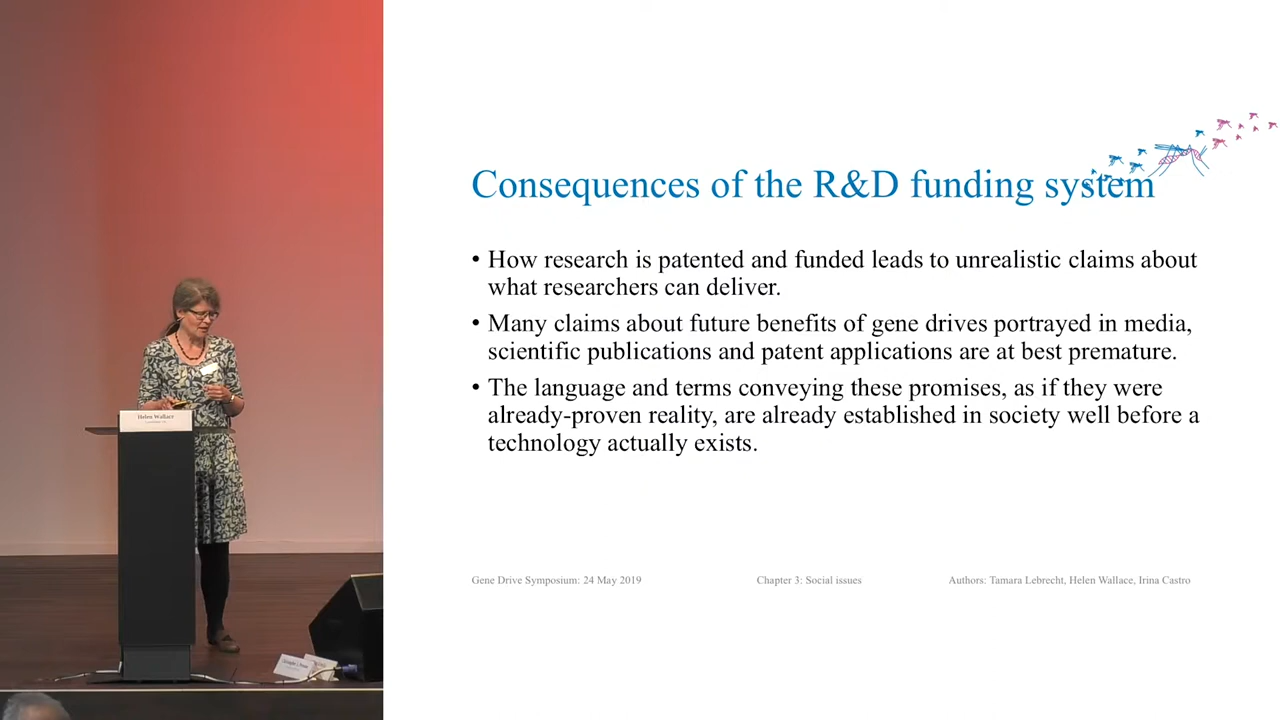 Consequences of the R&D funding system
• How research is patented and funded leads to unrealistic claims about
what researchers can deliver.
• Many claims about future benefits of gene drives portrayed in media,
scientific publications and patent applications are at best premature.
• The language and terms conveying these promises, as if they were
already-proven reality, are already established in society well before a
technology actually exists.
Gene Drive Symposium: 24 May 2019
Chapter 3: Social issues
Authors: Tamara Lebrecht, Helen Wallace, Irina Castro
Helen Wallace